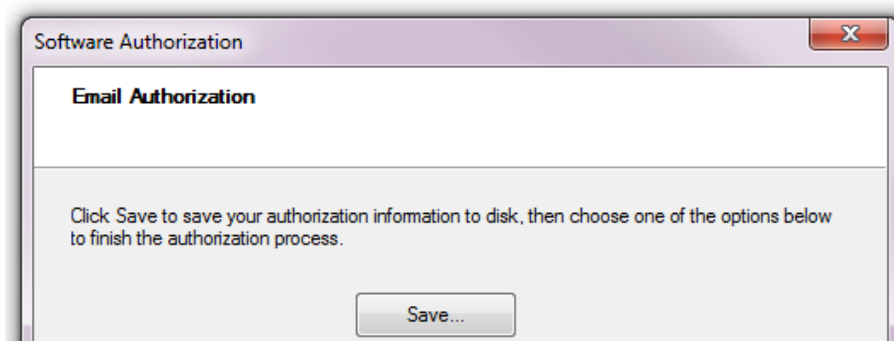 Software Authorization
Email Authorization
Click Save to save your authorization information to disk, then choose one of the options below
to finish the authorization process.
Save...